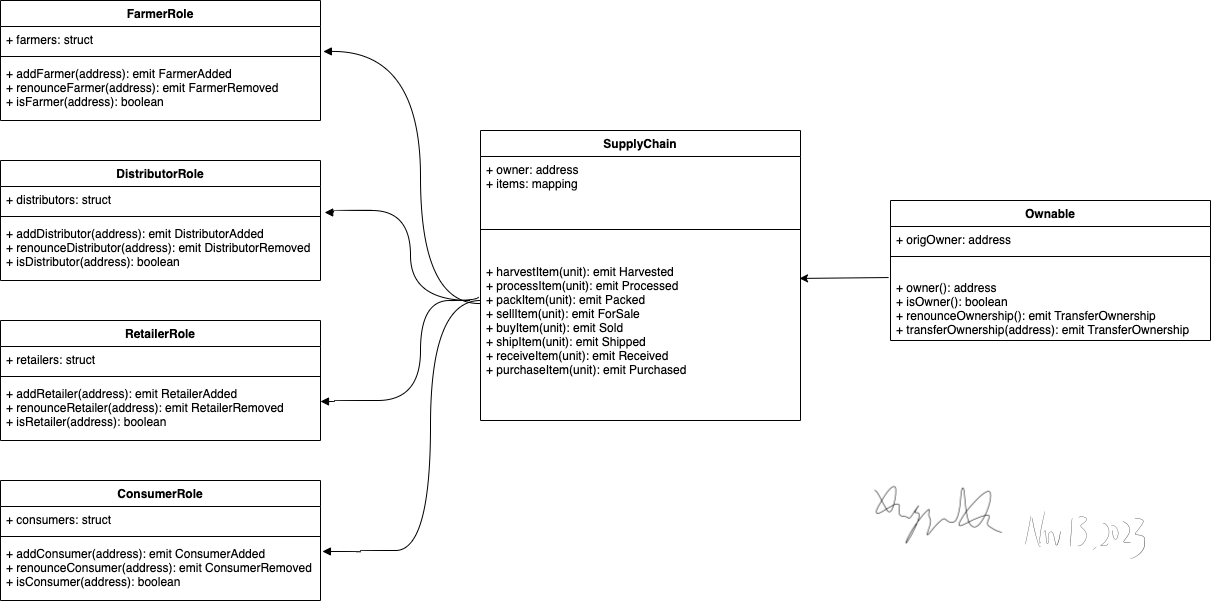 FarmerRole
+ farmers: struct
+ addFarmer(address): emit FarmerAdded
+ renounceFarmer(address): emit FarmerRemoved
+ isFarmer(address): boolean
DistributorRole
+ distributors: struct
+ addDistributor(address): emit DistributorAdded
+ renounceDistributor(address): emit DistributorRemoved
+ isDistributor(address): boolean
RetailerRole
+ retailers: struct
+ addRetailer(address): emit RetailerAdded
+ renounceRetailer(address): emit RetailerRemoved
+ isRetailer(address): boolean
ConsumerRole
+ consumers: struct
+ addConsumer(address): emit ConsumerAdded
+ renounceConsumer(address): emit ConsumerRemoved
+ isConsumer(address): boolean
SupplyChain
+ owner: address
+ items: mapping
+ harvestItem(unit): emit Harvested
+ processItem(unit): emit Processed
+ packItem(unit): emit Packed
+ sellItem(unit): emit ForSale
+ buyItem(unit): emit Sold
+ shipItem(unit): emit Shipped
+ receiveItem(unit): emit Received
+ purchaseItem(unit): emit Purchased
Ownable
+ origOwner: address
+ owner(): address
+ isOwner(): boolean
+ renounceOwnership(): emit TransferOwnership
+ transferOwnership(address): emit TransferOwnership
Nov 13, 2023